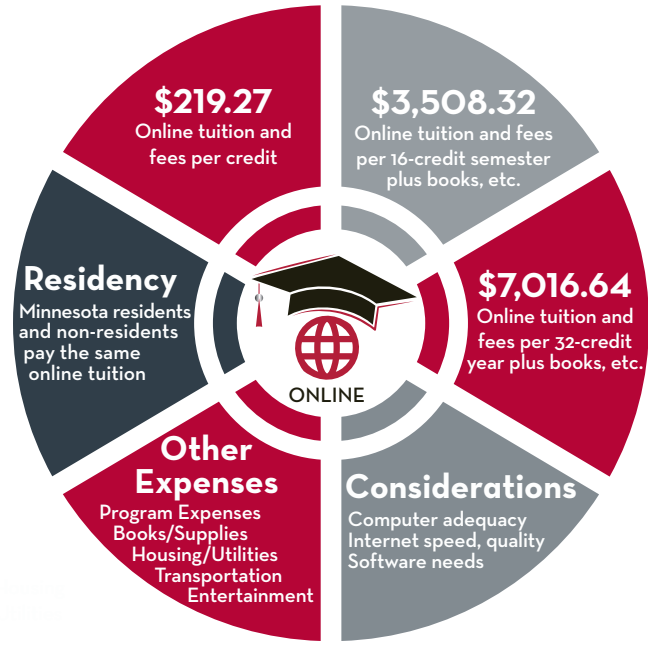 $219.27
Online tuition and
fees per credit
$3,508.32
Online tuition and fees
per 16-credit semester
plus books, etc.
Residency
Minnesota residents
and non-residents
pay the same
online tuition
$7,016.64
Online tuition and
fees per 32-credit
year plus books, etc.
ONLINE
Other
Expenses
Program Expenses
Books/Supplies
Housing/Utilities
Transportation
Entertainment
Considerations
Computer adequacy
Internet speed, quality
Software needs